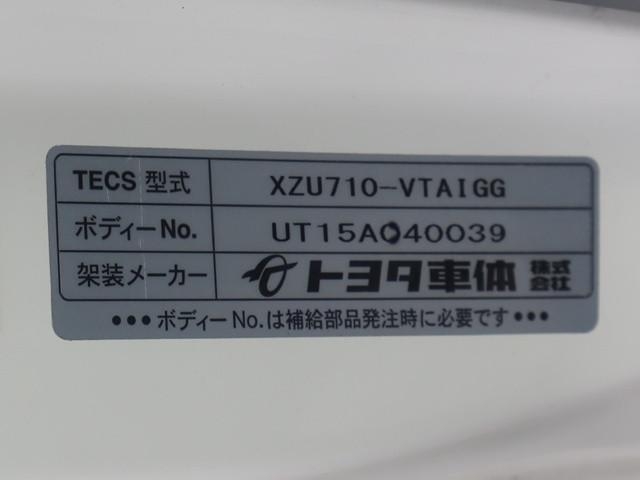 TECS 型式 XZU710-VTAIGG
ボディーNo. UT15A040039
架装メーカー トヨタ車体 株式会社
•••ボディーNo.は補給部品発注時に必要です•••